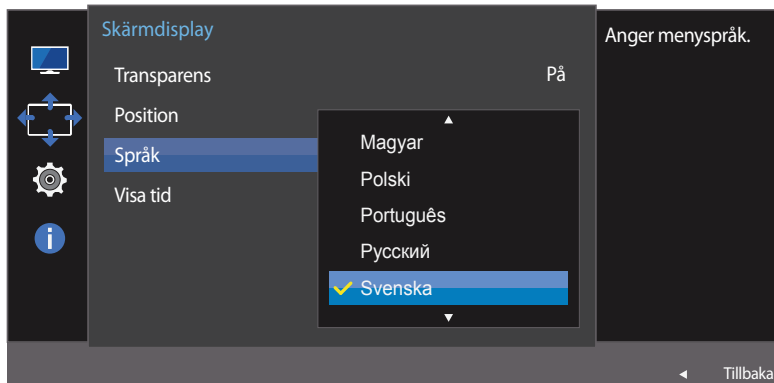 Skärmdisplay
Anger menyspråk.
Transparens På
Position
Språk
Visa tid
Magyar
Polski
Português
Русский
Svenska
Tillbaka